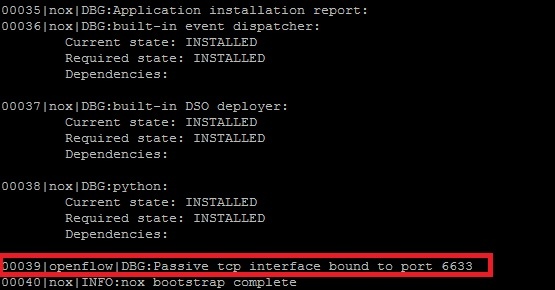 00035|nox|DBG:Application installation report:
00036|nox|DBG:built-in event dispatcher:
Current state: INSTALLED
Required state: INSTALLED
Dependencies:
00037|nox|DBG:built-in DSO deployer:
Current state: INSTALLED
Required state: INSTALLED
Dependencies:
00038|nox|DBG:python:
Current state: INSTALLED
Required state: INSTALLED
Dependencies:
00039|openflow|DBG:Passive tcp interface bound to port 6633
00040|nox|INFO:nox bootstrap complete